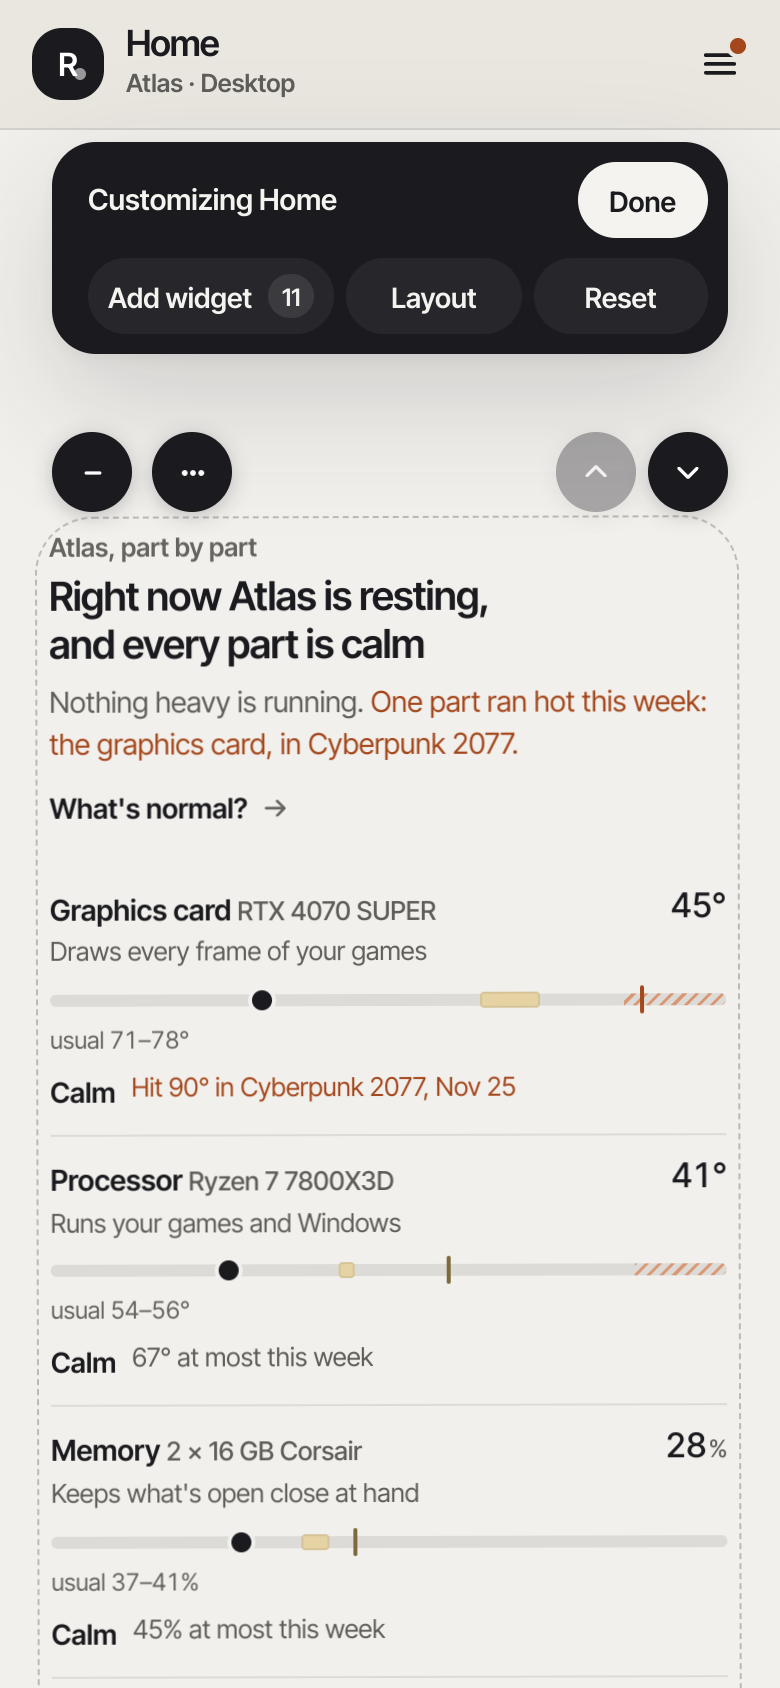 R
Home
Atlas · Desktop
Customizing Home
Done
Add widget 11
Layout
Reset
Atlas, part by part
Right now Atlas is resting,
and every part is calm
Nothing heavy is running. One part ran hot this week:
the graphics card, in Cyberpunk 2077.
What's normal? →
Graphics card RTX 4070 SUPER
45°
Draws every frame of your games
usual 71–78°
Calm Hit 90° in Cyberpunk 2077, Nov 25
Processor Ryzen 7 7800X3D
41°
Runs your games and Windows
usual 54–56°
Calm 67° at most this week
Memory 2 × 16 GB Corsair
28%
Keeps what's open close at hand
usual 37–41%
Calm 45% at most this week